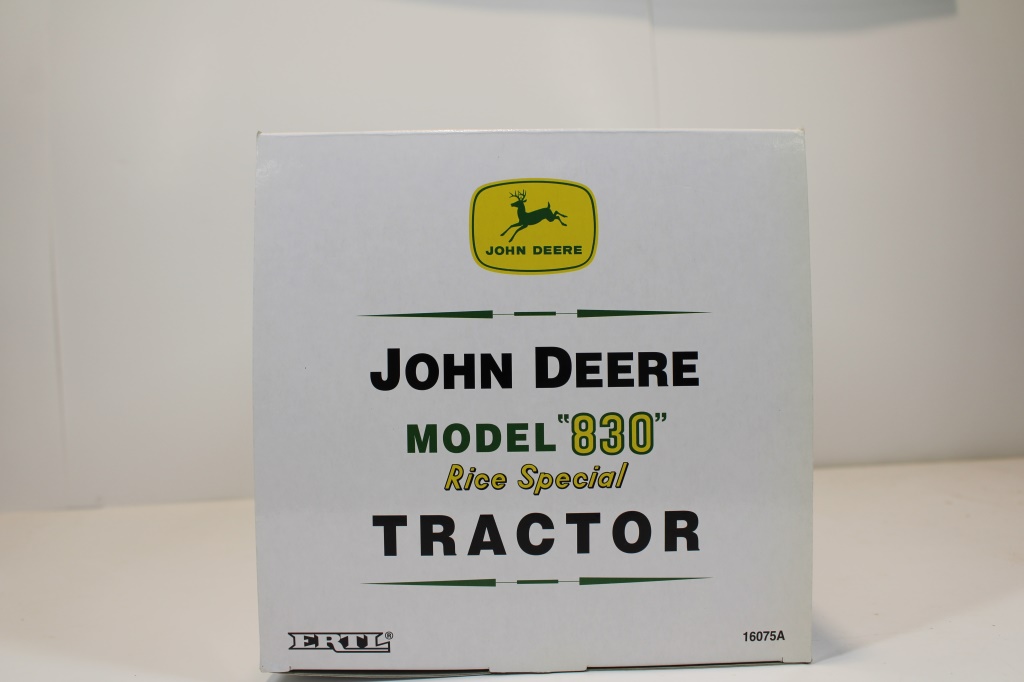 JOHN DEERE
JOHN DEERE
MODEL "830"
Rice Special
TRACTOR
ERTL®
16075A